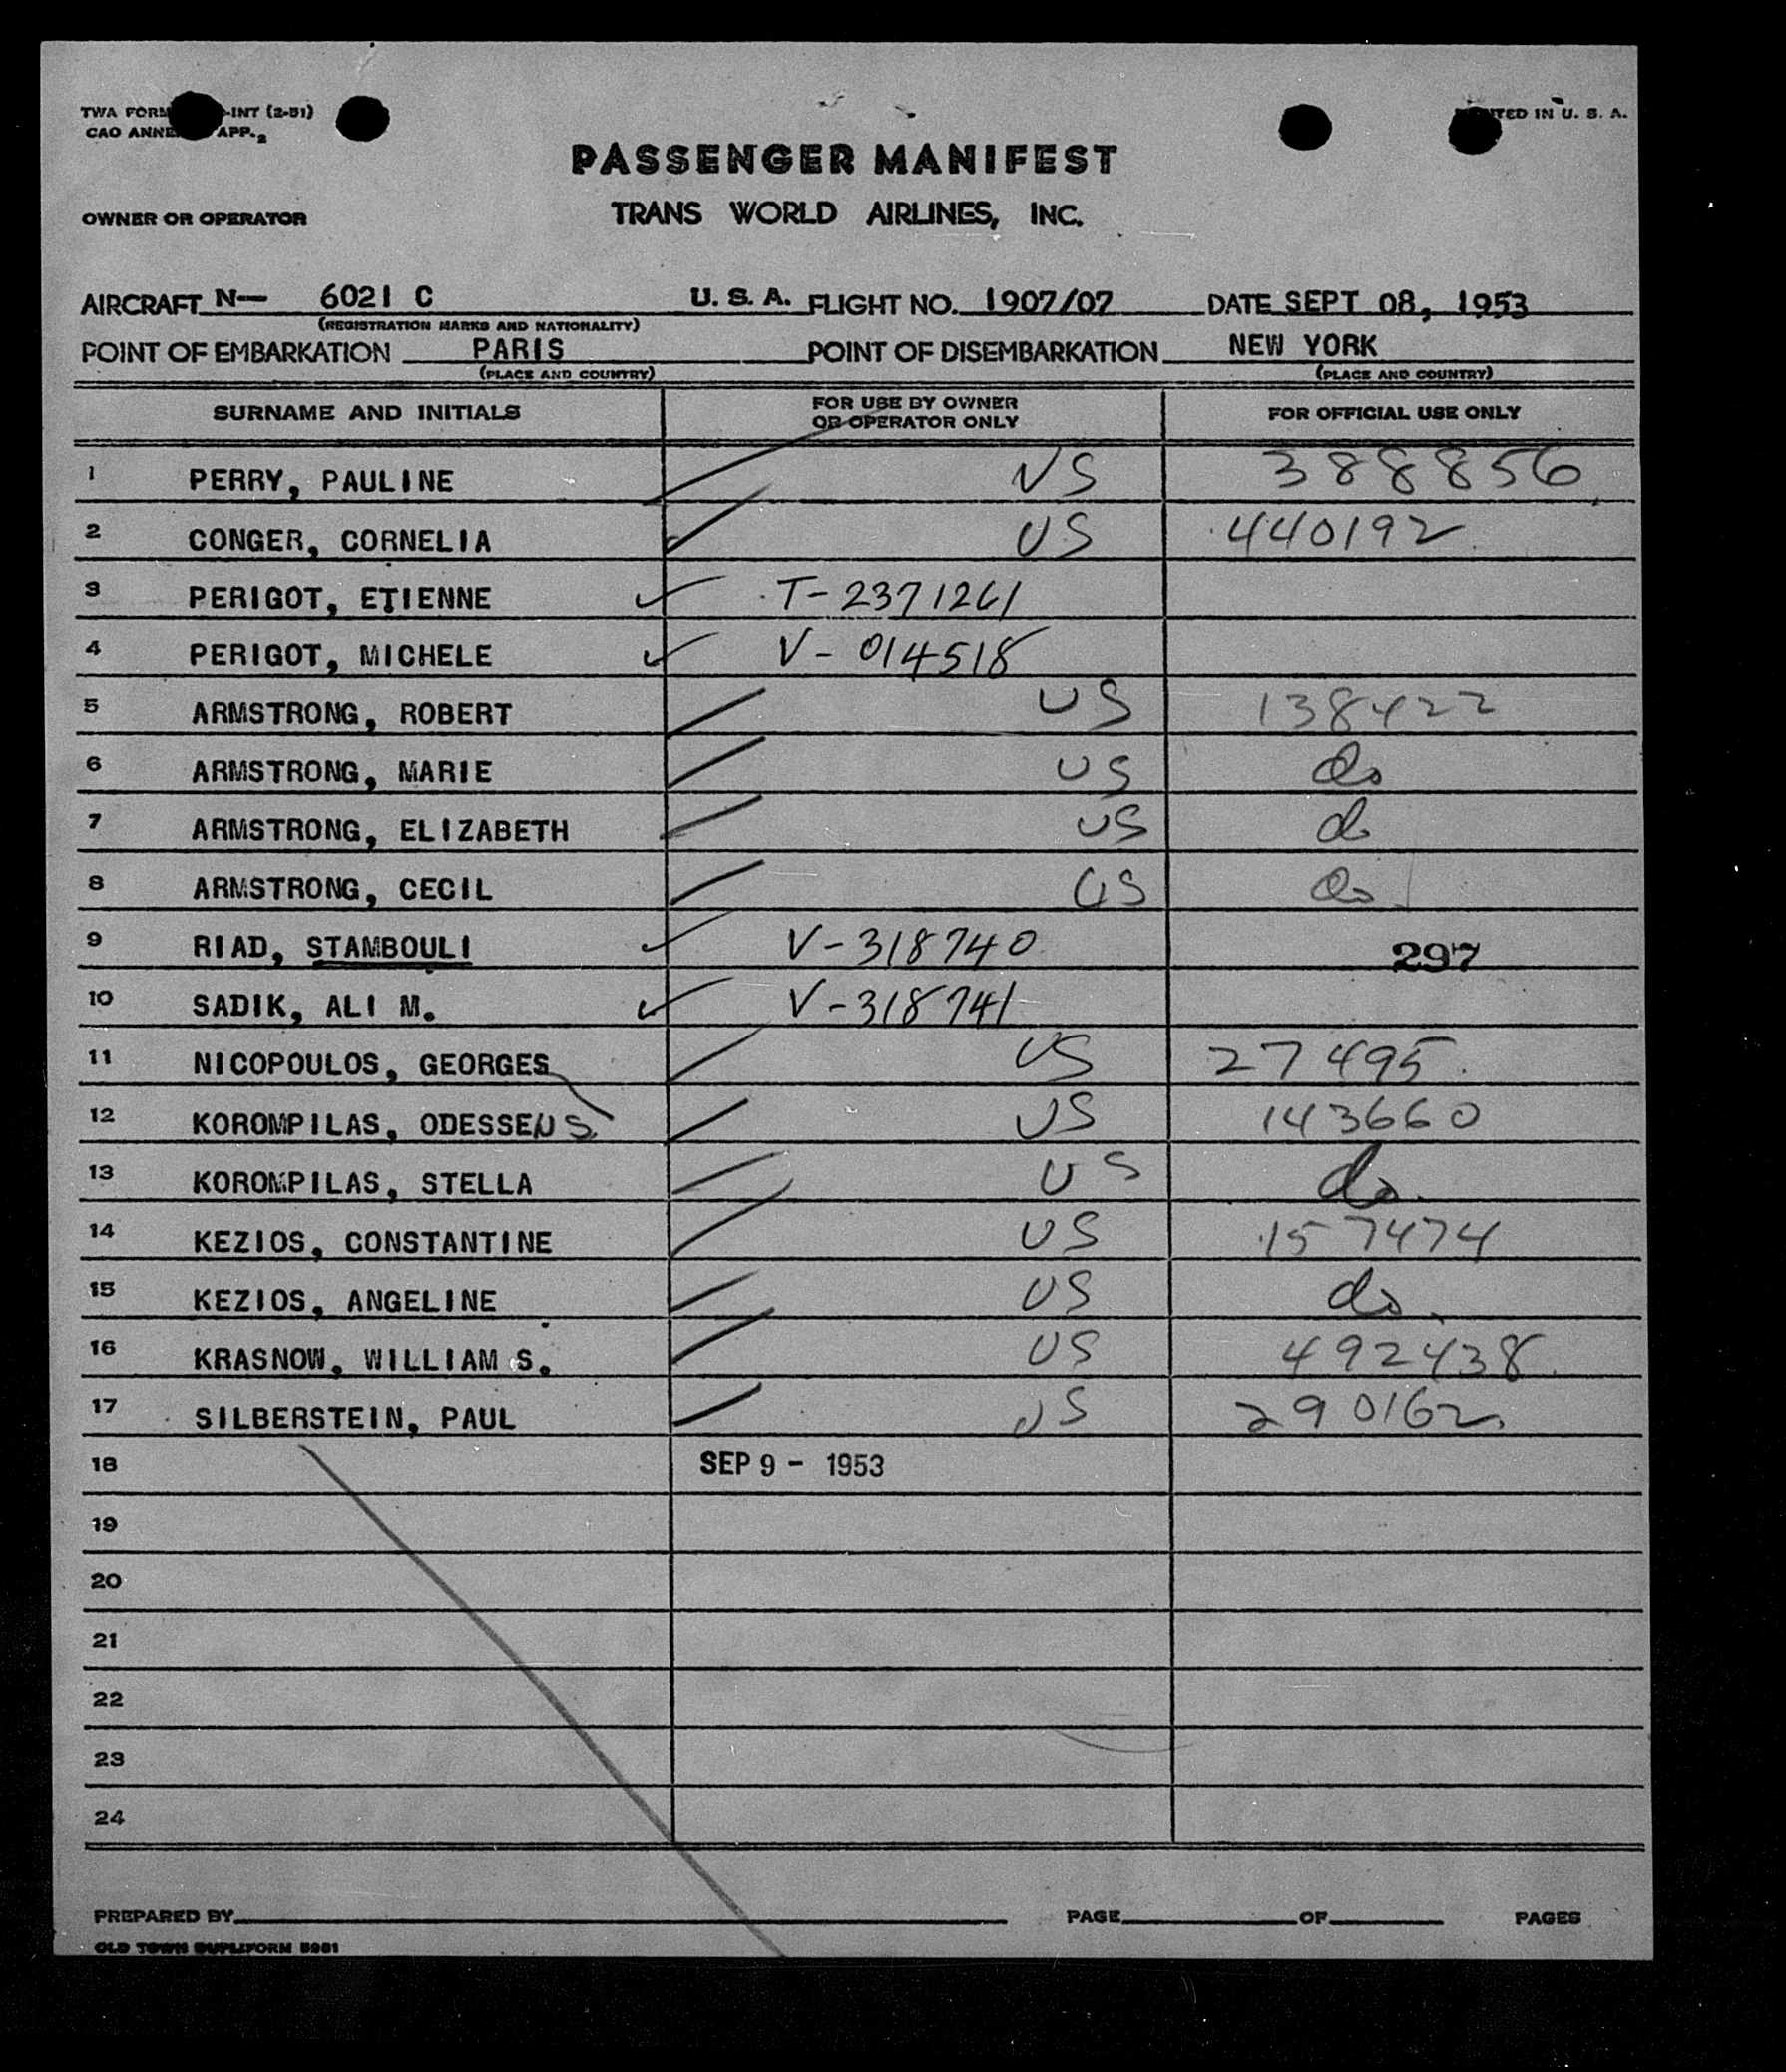 TWA FORM -INT (2-51)
PRINTED IN U. S. A.
CAO ANNEX APP. 2
PASSENGER MANIFEST
OWNER OR OPERATOR TRANS WORLD AIRLINES, INC.
AIRCRAFT N— 6021 C U. S. A. FLIGHT NO. 1907/07 DATE SEPT 08, 1953
(REGISTRATION MARKS AND NATIONALITY)
POINT OF EMBARKATION PARIS POINT OF DISEMBARKATION NEW YORK
(PLACE AND COUNTRY) (PLACE AND COUNTRY)
SURNAME AND INITIALS FOR USE BY OWNER OR OPERATOR ONLY FOR OFFICIAL USE ONLY
1 PERRY, PAULINE US 388856
2 CONGER, CORNELIA US 440192
3 PERIGOT, ETIENNE T-2371261
4 PERIGOT, MICHELE V-014518
5 ARMSTRONG, ROBERT US 138422
6 ARMSTRONG, MARIE US do
7 ARMSTRONG, ELIZABETH US do
8 ARMSTRONG, CECIL US do
9 RIAD, STAMBOULI V-318740 297
10 SADIK, ALI M. V-318741
11 NICOPOULOS, GEORGES US 27495
12 KOROMPILAS, ODESSEUS US 143660
13 KOROMPILAS, STELLA US do.
14 KEZIOS, CONSTANTINE US 157474
15 KEZIOS, ANGELINE US do.
16 KRASNOW, WILLIAM S. US 492438
17 SILBERSTEIN, PAUL US 290162
18 SEP 9 - 1953
19
20
21
22
23
24
PREPARED BY PAGE OF PAGES
OLD TOWN DUPLIFORM 5981